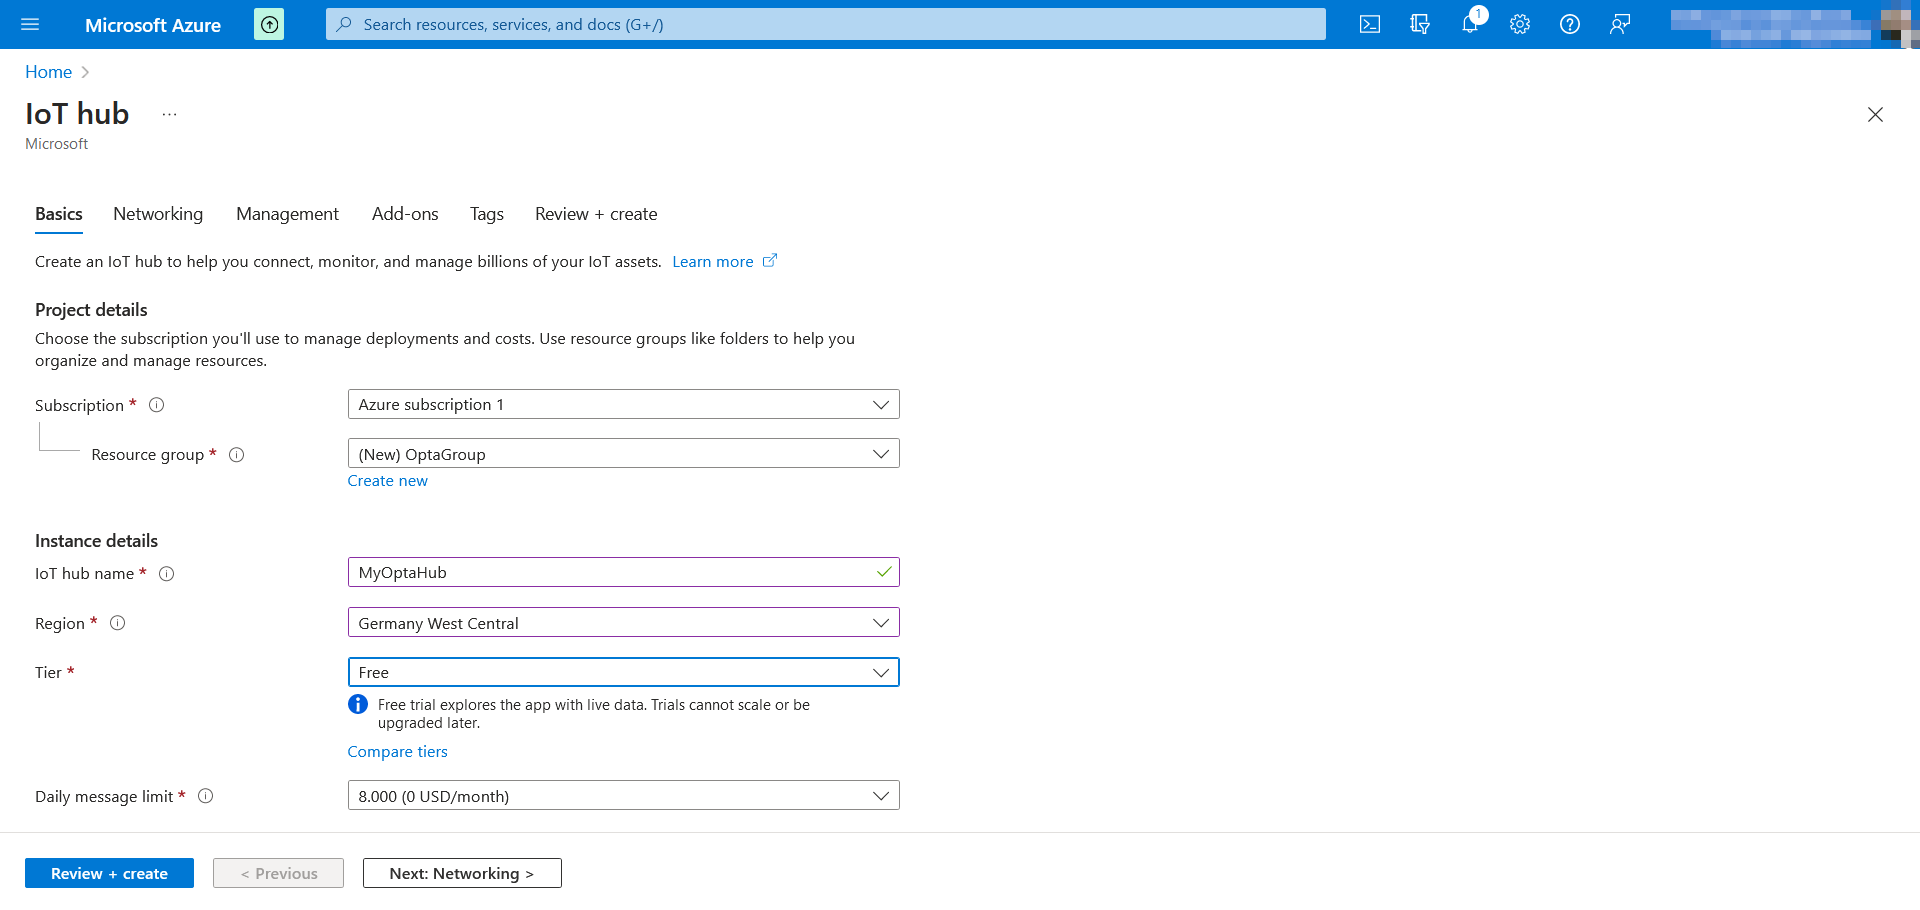 Microsoft Azure
Search resources, services, and docs (G+/)
1
Home
IoT hub
...
Microsoft
Basics Networking Management Add-ons Tags Review + create
Create an IoT hub to help you connect, monitor, and manage billions of your IoT assets. Learn more
Project details
Choose the subscription you'll use to manage deployments and costs. Use resource groups like folders to help you
organize and manage resources.
Subscription * Azure subscription 1
Resource group * (New) OptaGroup
Create new
Instance details
IoT hub name * MyOptaHub
Region * Germany West Central
Tier * Free
Free trial explores the app with live data. Trials cannot scale or be
upgraded later.
Compare tiers
Daily message limit * 8.000 (0 USD/month)
Review + create < Previous Next: Networking >